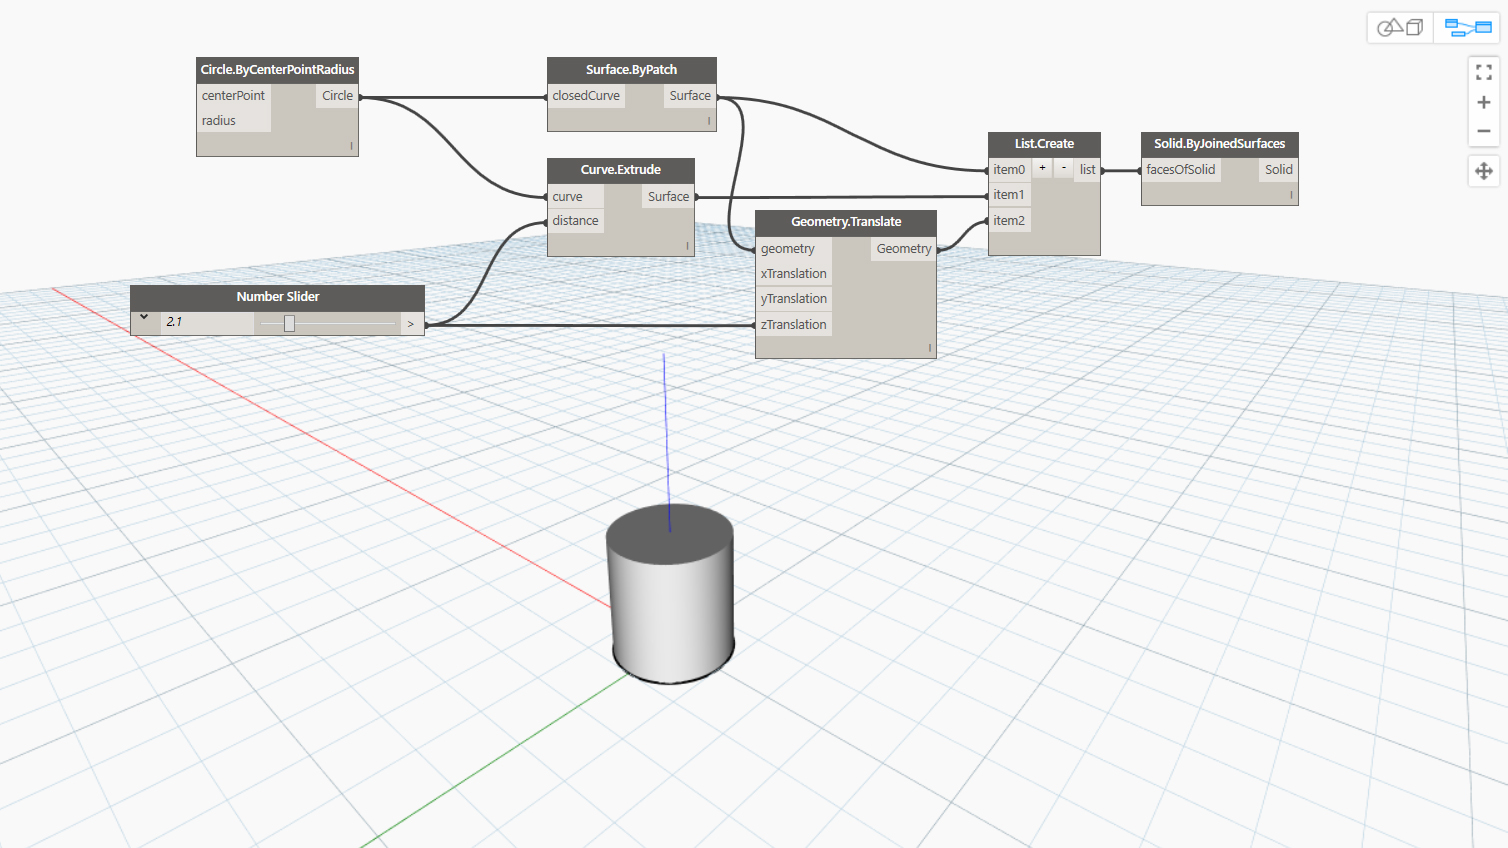 Circle.ByCenterPointRadius
centerPoint
Circle
radius
Surface.ByPatch
closedCurve
Surface
Curve.Extrude
curve
Surface
distance
Number Slider
2.1
>
Geometry.Translate
geometry
Geometry
xTranslation
yTranslation
zTranslation
List.Create
item0
+
-
list
item1
item2
Solid.ByJoinedSurfaces
facesOfSolid
Solid